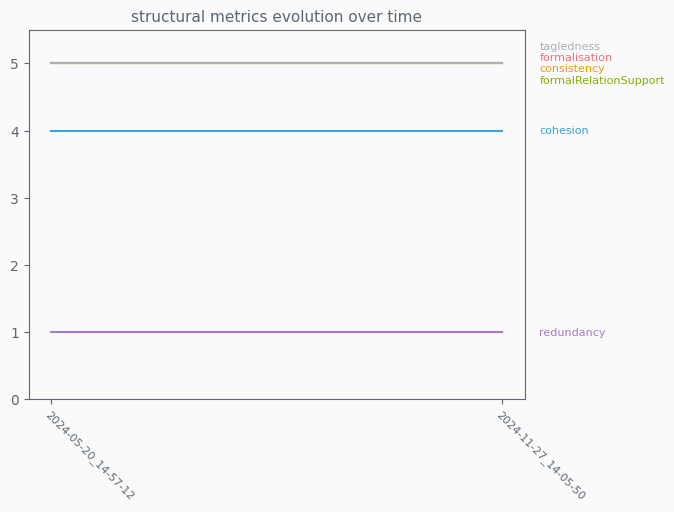 structural metrics evolution over time
5
4
3
2
1
0
tagledness
formalisation
consistency
formalRelationSupport
cohesion
redundancy
2024-05-20_14-57-12
2024-11-27_14-05-50